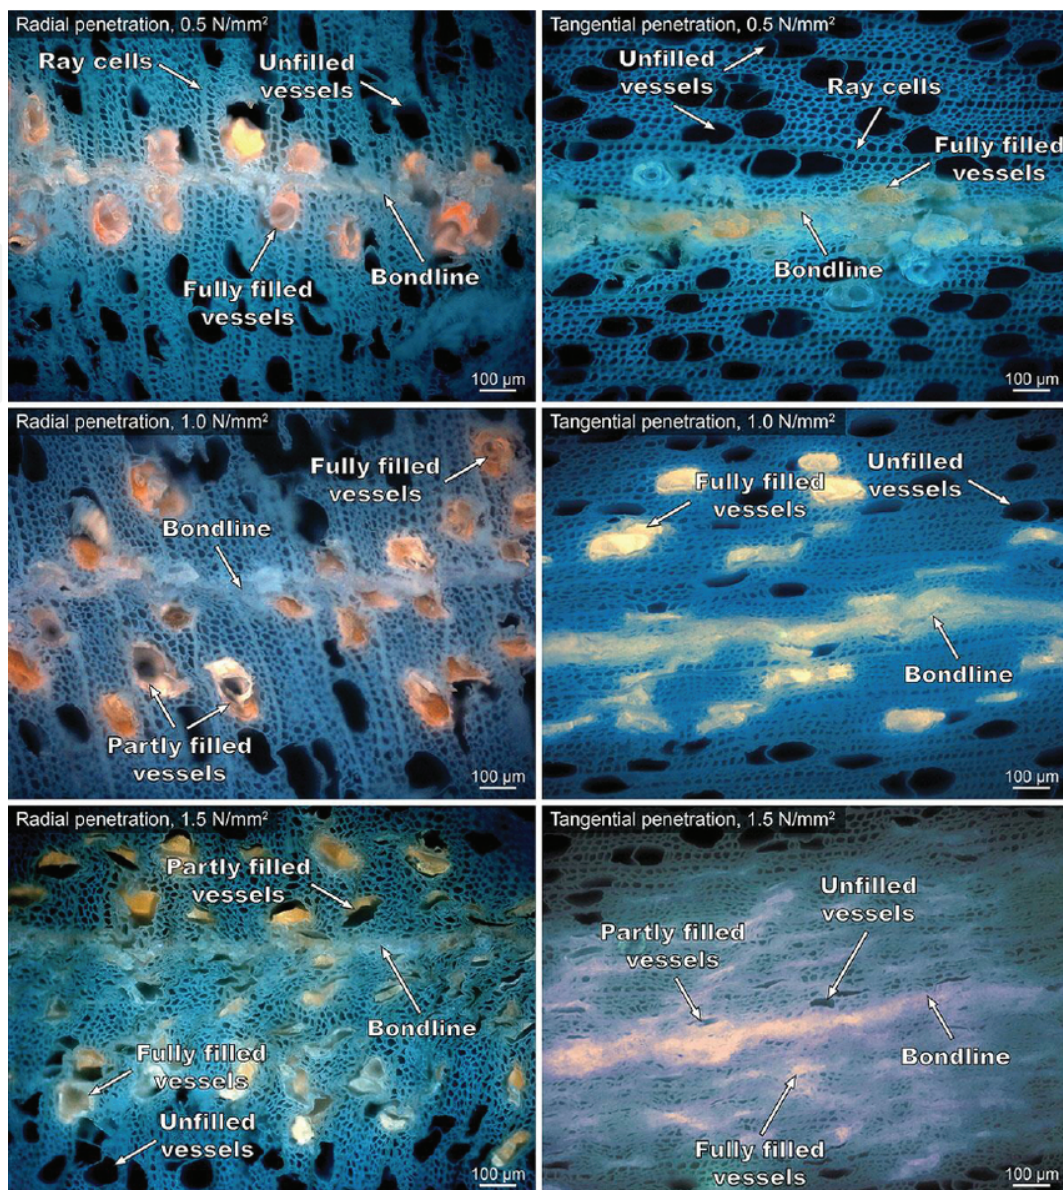 Radial penetration, 0.5 N/mm²
Ray cells
Unfilled
vessels
Fully filled
vessels
Bondline
100 µm
Tangential penetration, 0.5 N/mm²
Unfilled
vessels
Ray cells
Fully filled
vessels
Bondline
100 µm
Radial penetration, 1.0 N/mm²
Fully filled
vessels
Bondline
Partly filled
vessels
100 µm
Tangential penetration, 1.0 N/mm²
Fully filled
vessels
Unfilled
vessels
Bondline
100 µm
Radial penetration, 1.5 N/mm²
Partly filled
vessels
Bondline
Fully filled
vessels
Unfilled
vessels
100 µm
Tangential penetration, 1.5 N/mm²
Unfilled
vessels
Partly filled
vessels
Bondline
Fully filled
vessels
100 µm